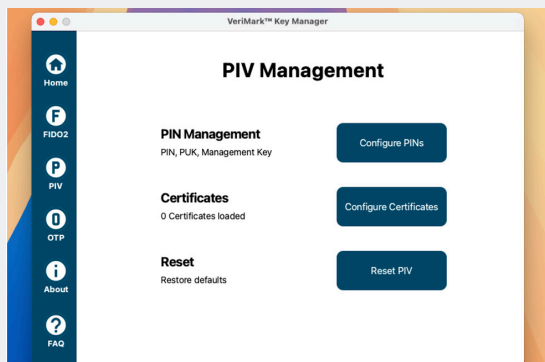 VeriMark™ Key Manager
Home
FIDO2
PIV
OTP
About
FAQ
PIV Management
PIN Management
PIN, PUK, Management Key
Configure PINs
Certificates
0 Certificates loaded
Configure Certificates
Reset
Restore defaults
Reset PIV